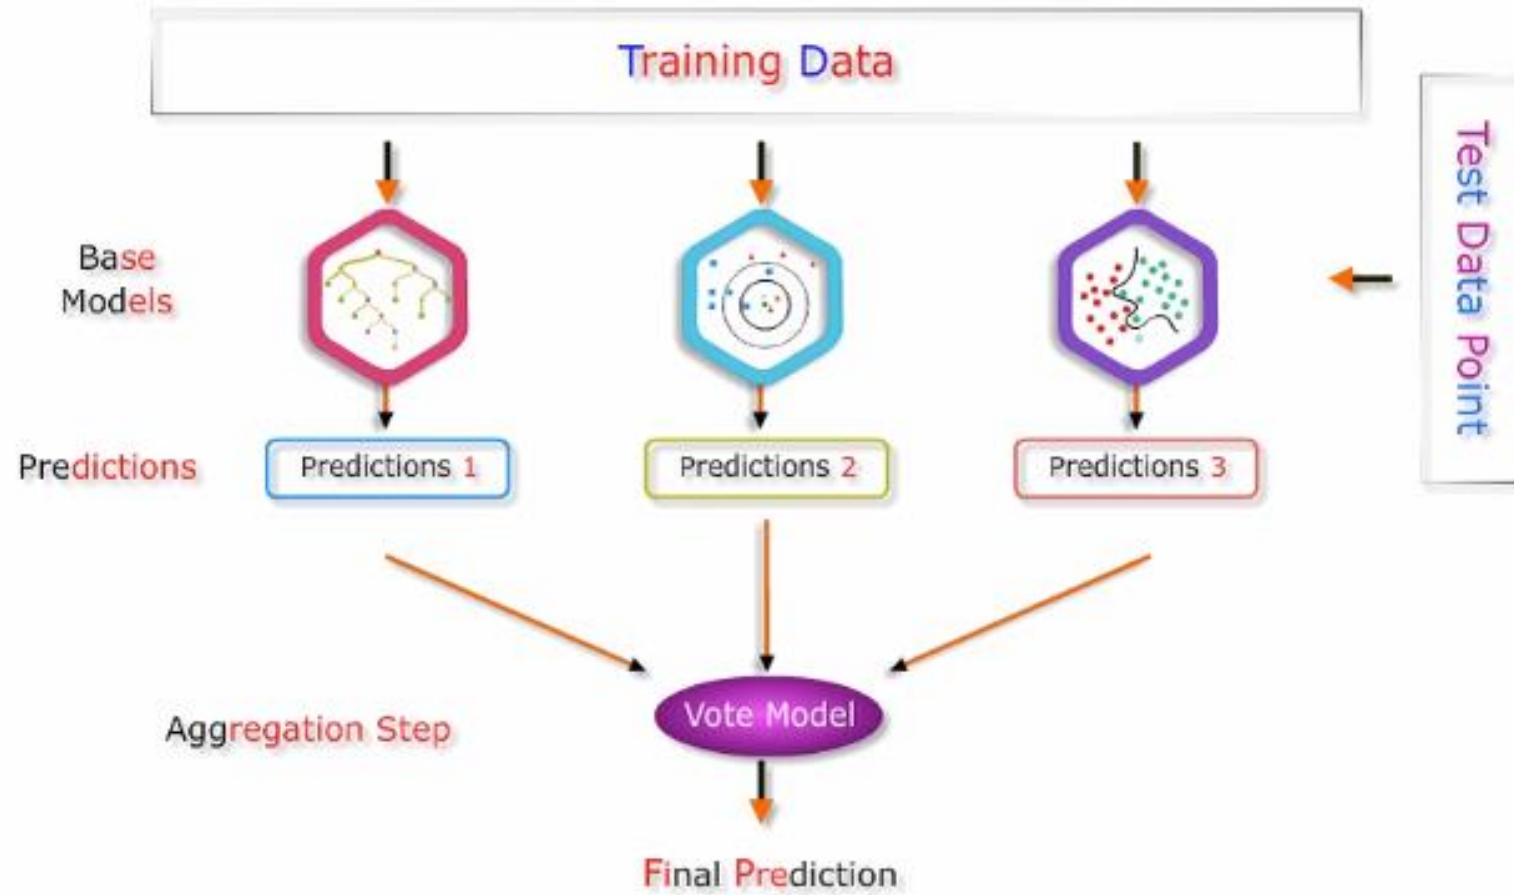 Training Data
Test Data Point
Base
Models
Predictions
Predictions 1
Predictions 2
Predictions 3
Vote Model
Aggregation Step
Final Prediction